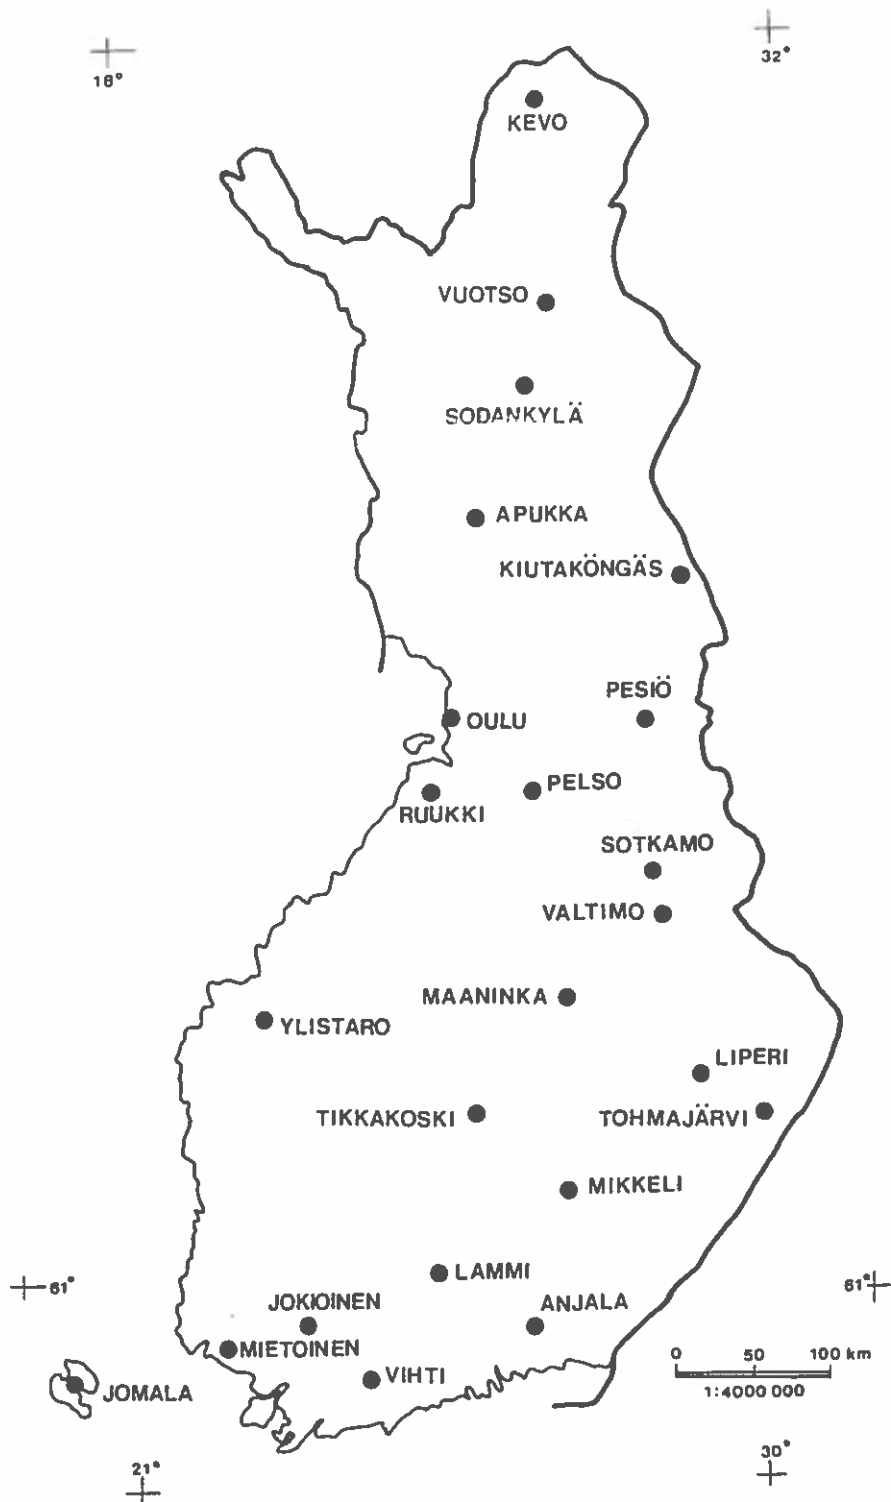 18°
32°
KEVO
VUOTSO
SODANKYLÄ
APUKKA
KIUTAKÖNGÄS
PESIÖ
OULU
PELSO
RUUKKI
SOTKAMO
VALTIMO
MAANINKA
YLISTARO
LIPERI
TIKKAKOSKI
TOHMAJÄRVI
MIKKELI
LAMMI
61°
61°
JOKIOINEN
ANJALA
MIETOINEN
0 50 100 km
VIHTI
JOMALA
1:4000 000
30°
21°